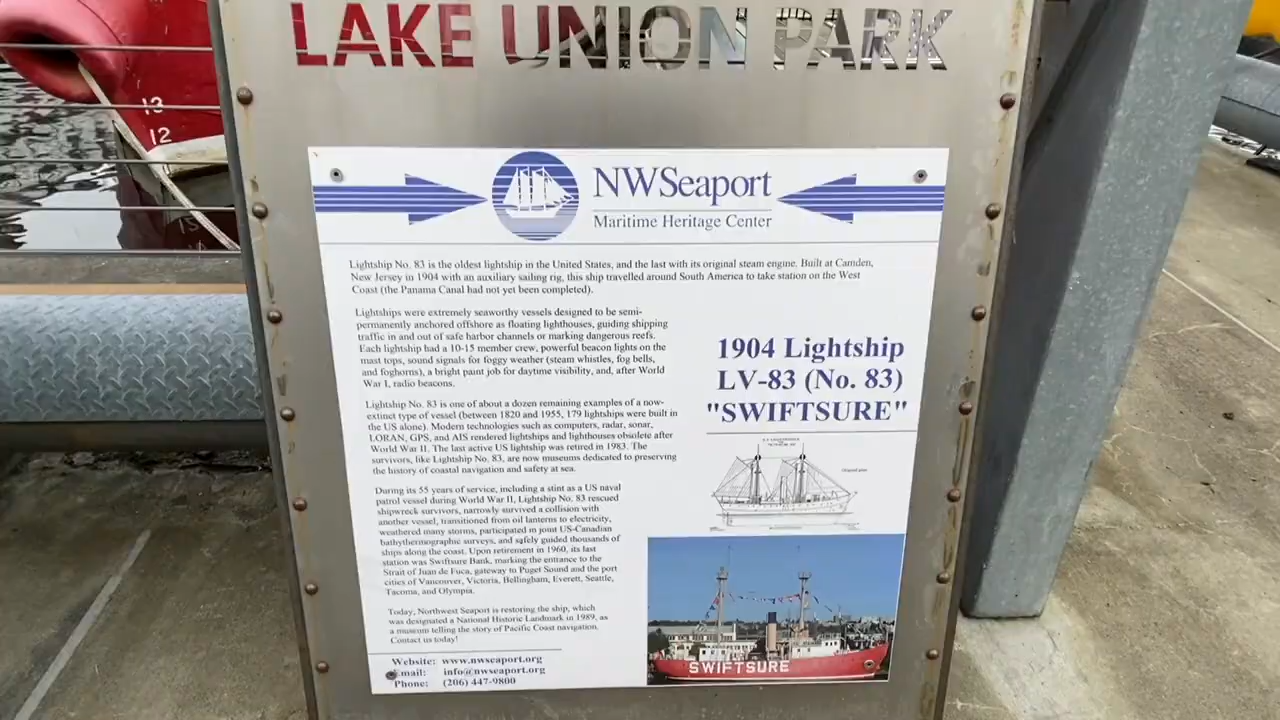 LAKE UNION PARK
13
12
NWSeaport
Maritime Heritage Center
Lightship No. 83 is the oldest lightship in the United States, and the last with its original steam engine. Built at Camden,
New Jersey in 1904 with an auxiliary sailing rig, this ship travelled around South America to take station on the West
Coast (the Panama Canal had not yet been completed).
Lightships were extremely seaworthy vessels designed to be semi-
permanently anchored offshore as floating lighthouses, guiding shipping
traffic in and out of safe harbor channels or marking dangerous reefs.
Each lightship had a 10-15 member crew, powerful beacon lights on the
mast tops, sound signals for foggy weather (steam whistles, fog bells,
and foghorns), a bright paint job for daytime visibility, and, after World
War I, radio beacons.
Lightship No. 83 is one of about a dozen remaining examples of a now-
extinct type of vessel (between 1820 and 1955, 179 lightships were built in
the US alone). Modern technologies such as computers, radar, sonar,
LORAN, GPS, and AIS rendered lightships and lighthouses obsolete after
World War II. The last active US lightship was retired in 1983. The
survivors, like Lightship No. 83, are now museums dedicated to preserving
the history of coastal navigation and safety at sea.
During its 55 years of service, including a stint as a US naval
patrol vessel during World War II, Lightship No. 83 rescued
shipwreck survivors, narrowly survived a collision with
another vessel, transitioned from oil lanterns to electricity,
weathered many storms, participated in joint US-Canadian
bathythermographic surveys, and safely guided thousands of
ships along the coast. Upon retirement in 1960, its last
station was Swiftsure Bank, marking the entrance to the
Strait of Juan de Fuca, gateway to Puget Sound and the port
cities of Vancouver, Victoria, Bellingham, Everett, Seattle,
Tacoma, and Olympia.
Today, Northwest Seaport is restoring the ship, which
was designated a National Historic Landmark in 1989, as
a museum telling the story of Pacific Coast navigation.
Contact us today!
Website: www.nwseaport.org
Email: info@nwseaport.org
Phone: (206) 447-9800
1904 Lightship
LV-83 (No. 83)
"SWIFTSURE"
SWIFTSURE